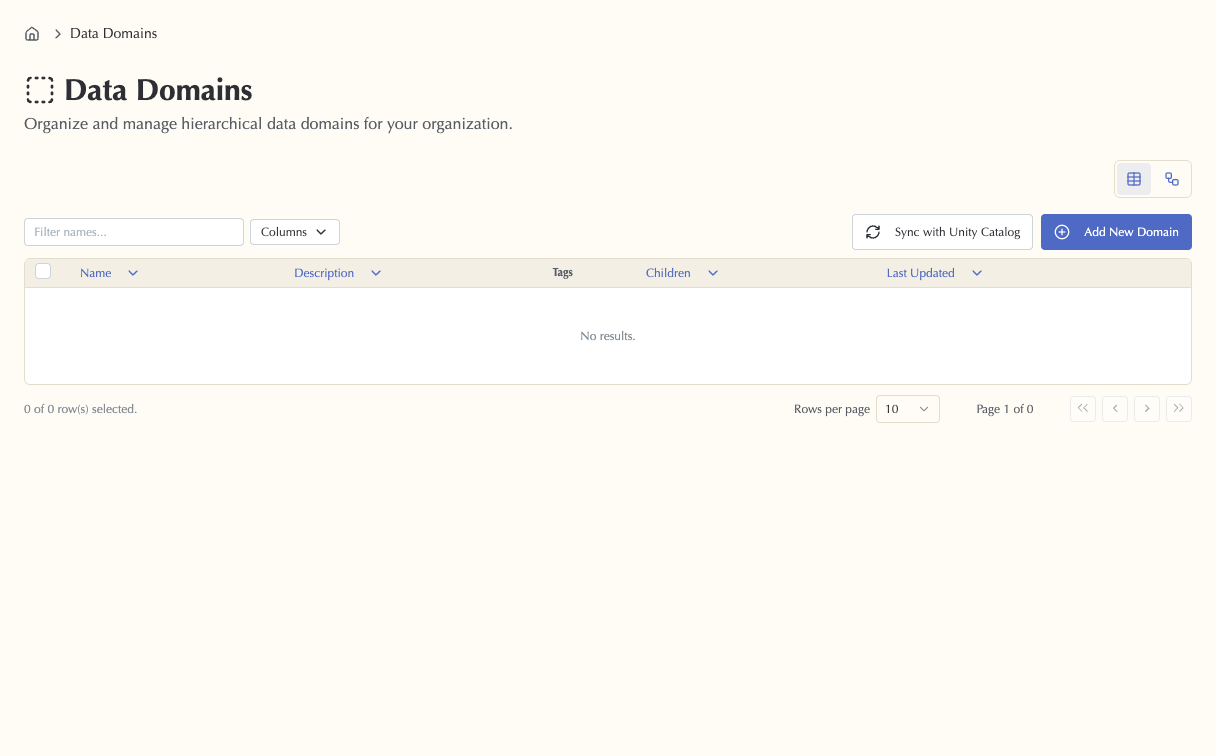 Data Domains
Data Domains
Organize and manage hierarchical data domains for your organization.
Filter names...
Columns
Sync with Unity Catalog
Add New Domain
Name Description Tags Children Last Updated
No results.
0 of 0 row(s) selected.
Rows per page 10 Page 1 of 0